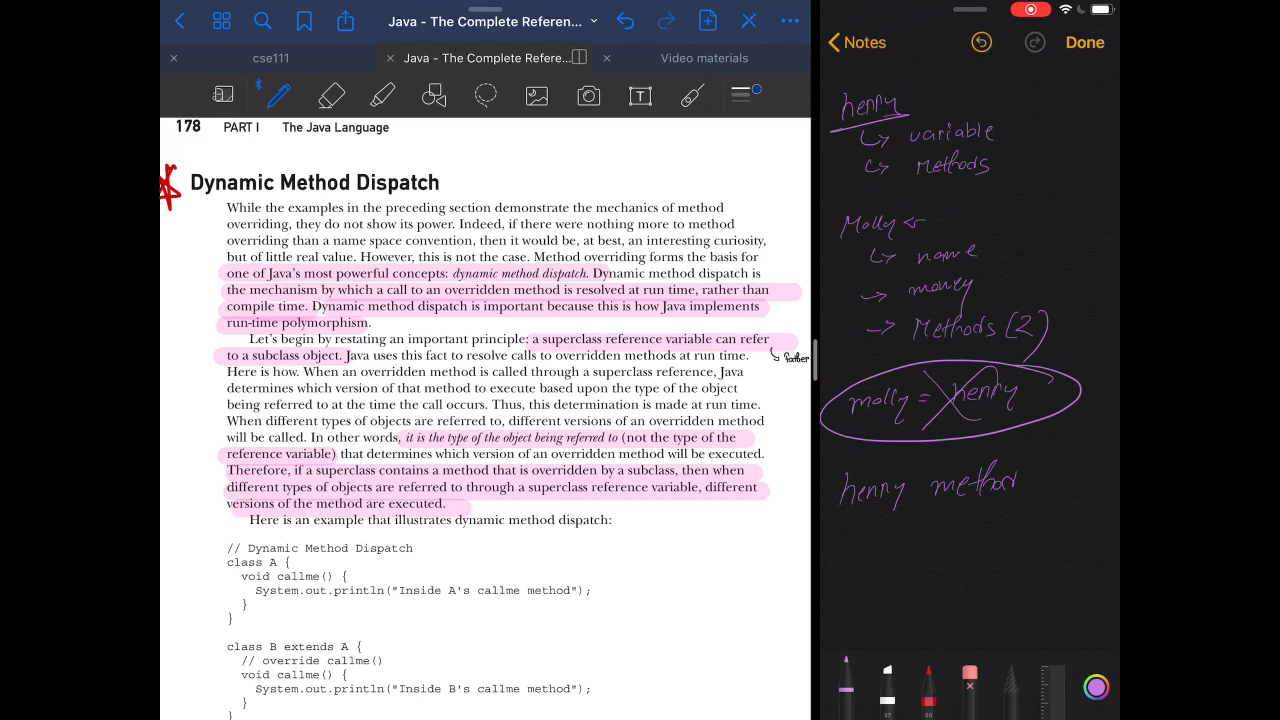 Java - The Complete Referen...
cse111
Java - The Complete Refere...
Video materials
178 PART I The Java Language
Dynamic Method Dispatch
While the examples in the preceding section demonstrate the mechanics of method
overriding, they do not show its power. Indeed, if there were nothing more to method
overriding than a name space convention, then it would be, at best, an interesting curiosity,
but of little real value. However, this is not the case. Method overriding forms the basis for
one of Java's most powerful concepts: dynamic method dispatch. Dynamic method dispatch is
the mechanism by which a call to an overridden method is resolved at run time, rather than
compile time. Dynamic method dispatch is important because this is how Java implements
run-time polymorphism.
Let's begin by restating an important principle: a superclass reference variable can refer
to a subclass object. Java uses this fact to resolve calls to overridden methods at run time.
father
Here is how. When an overridden method is called through a superclass reference, Java
determines which version of that method to execute based upon the type of the object
being referred to at the time the call occurs. Thus, this determination is made at run time.
When different types of objects are referred to, different versions of an overridden method
will be called. In other words, it is the type of the object being referred to (not the type of the
reference variable) that determines which version of an overridden method will be executed.
Therefore, if a superclass contains a method that is overridden by a subclass, then when
different types of objects are referred to through a superclass reference variable, different
versions of the method are executed.
Here is an example that illustrates dynamic method dispatch:
// Dynamic Method Dispatch
class A {
void callme() {
System.out.println("Inside A's callme method");
}
}
class B extends A {
// override callme()
void callme() {
System.out.println("Inside B's callme method");
}
Notes
Done
henry
variable
Methods
Molly
name
money
Methods (2)
molly = henry
henry method
37
50